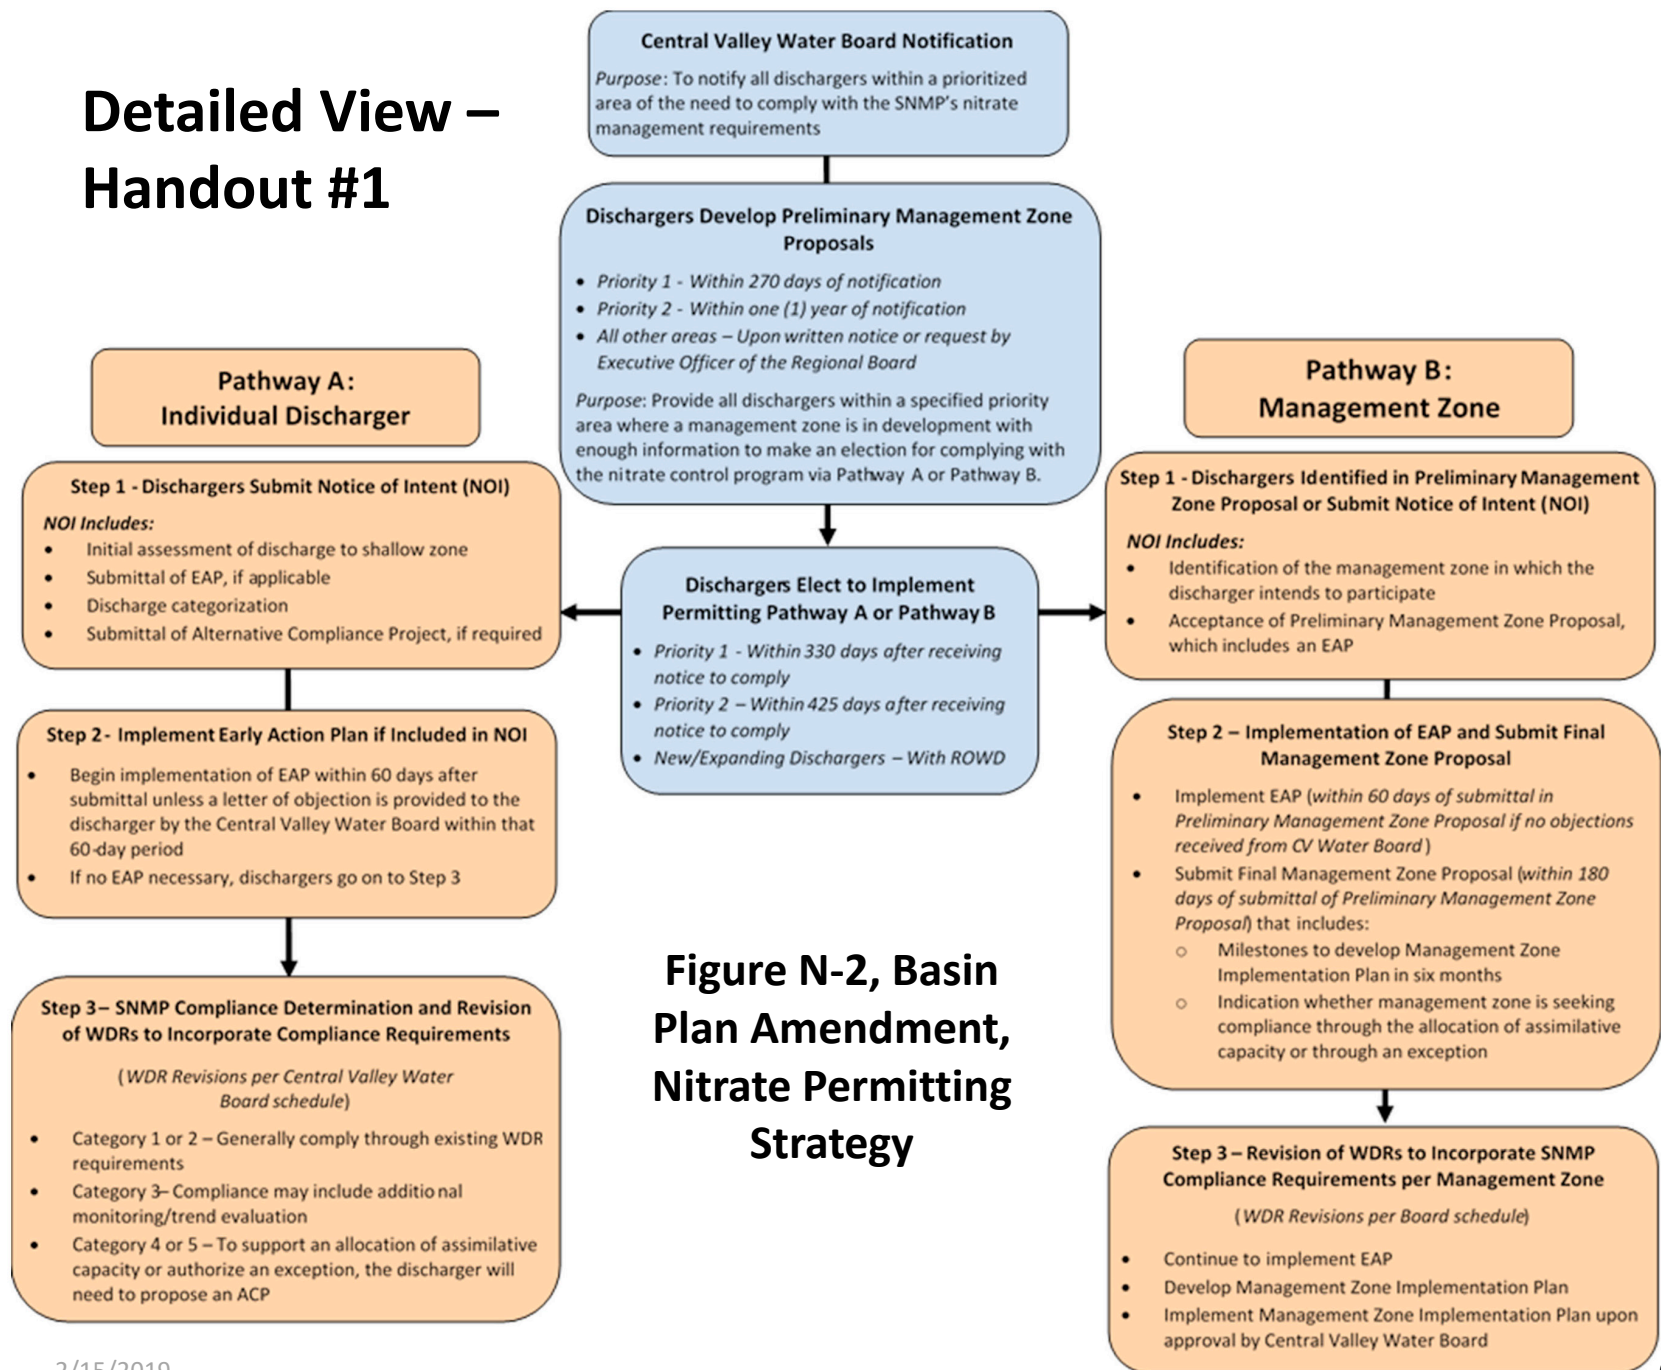 Detailed View –
Handout #1
Central Valley Water Board Notification
Purpose: To notify all dischargers within a prioritized
area of the need to comply with the SNMP's nitrate
management requirements
Dischargers Develop Preliminary Management Zone
Proposals
• Priority 1 - Within 270 days of notification
• Priority 2 - Within one (1) year of notification
• All other areas – Upon written notice or request by
Executive Officer of the Regional Board
Purpose: Provide all dischargers within a specified priority
area where a management zone is in development with
enough information to make an election for complying with
the nitrate control program via Pathway A or Pathway B.
Dischargers Elect to Implement
Permitting Pathway A or Pathway B
• Priority 1 - Within 330 days after receiving
notice to comply
• Priority 2 – Within 425 days after receiving
notice to comply
• New/Expanding Dischargers – With ROWD
Pathway A:
Individual Discharger
Step 1 - Dischargers Submit Notice of Intent (NOI)
NOI Includes:
• Initial assessment of discharge to shallow zone
• Submittal of EAP, if applicable
• Discharge categorization
• Submittal of Alternative Compliance Project, if required
Step 2 - Implement Early Action Plan if Included in NOI
• Begin implementation of EAP within 60 days after
submittal unless a letter of objection is provided to the
discharger by the Central Valley Water Board within that
60-day period
• If no EAP necessary, dischargers go on to Step 3
Step 3 – SNMP Compliance Determination and Revision
of WDRs to Incorporate Compliance Requirements
(WDR Revisions per Central Valley Water
Board schedule)
• Category 1 or 2 – Generally comply through existing WDR
requirements
• Category 3– Compliance may include additional
monitoring/trend evaluation
• Category 4 or 5 – To support an allocation of assimilative
capacity or authorize an exception, the discharger will
need to propose an ACP
Pathway B:
Management Zone
Step 1 - Dischargers Identified in Preliminary Management
Zone Proposal or Submit Notice of Intent (NOI)
NOI Includes:
• Identification of the management zone in which the
discharger intends to participate
• Acceptance of Preliminary Management Zone Proposal,
which includes an EAP
Step 2 – Implementation of EAP and Submit Final
Management Zone Proposal
• Implement EAP (within 60 days of submittal in
Preliminary Management Zone Proposal if no objections
received from CV Water Board)
• Submit Final Management Zone Proposal (within 180
days of submittal of Preliminary Management Zone
Proposal) that includes:
o Milestones to develop Management Zone
Implementation Plan in six months
o Indication whether management zone is seeking
compliance through the allocation of assimilative
capacity or through an exception
Step 3 – Revision of WDRs to Incorporate SNMP
Compliance Requirements per Management Zone
(WDR Revisions per Board schedule)
• Continue to implement EAP
• Develop Management Zone Implementation Plan
• Implement Management Zone Implementation Plan upon
approval by Central Valley Water Board
Figure N-2, Basin
Plan Amendment,
Nitrate Permitting
Strategy